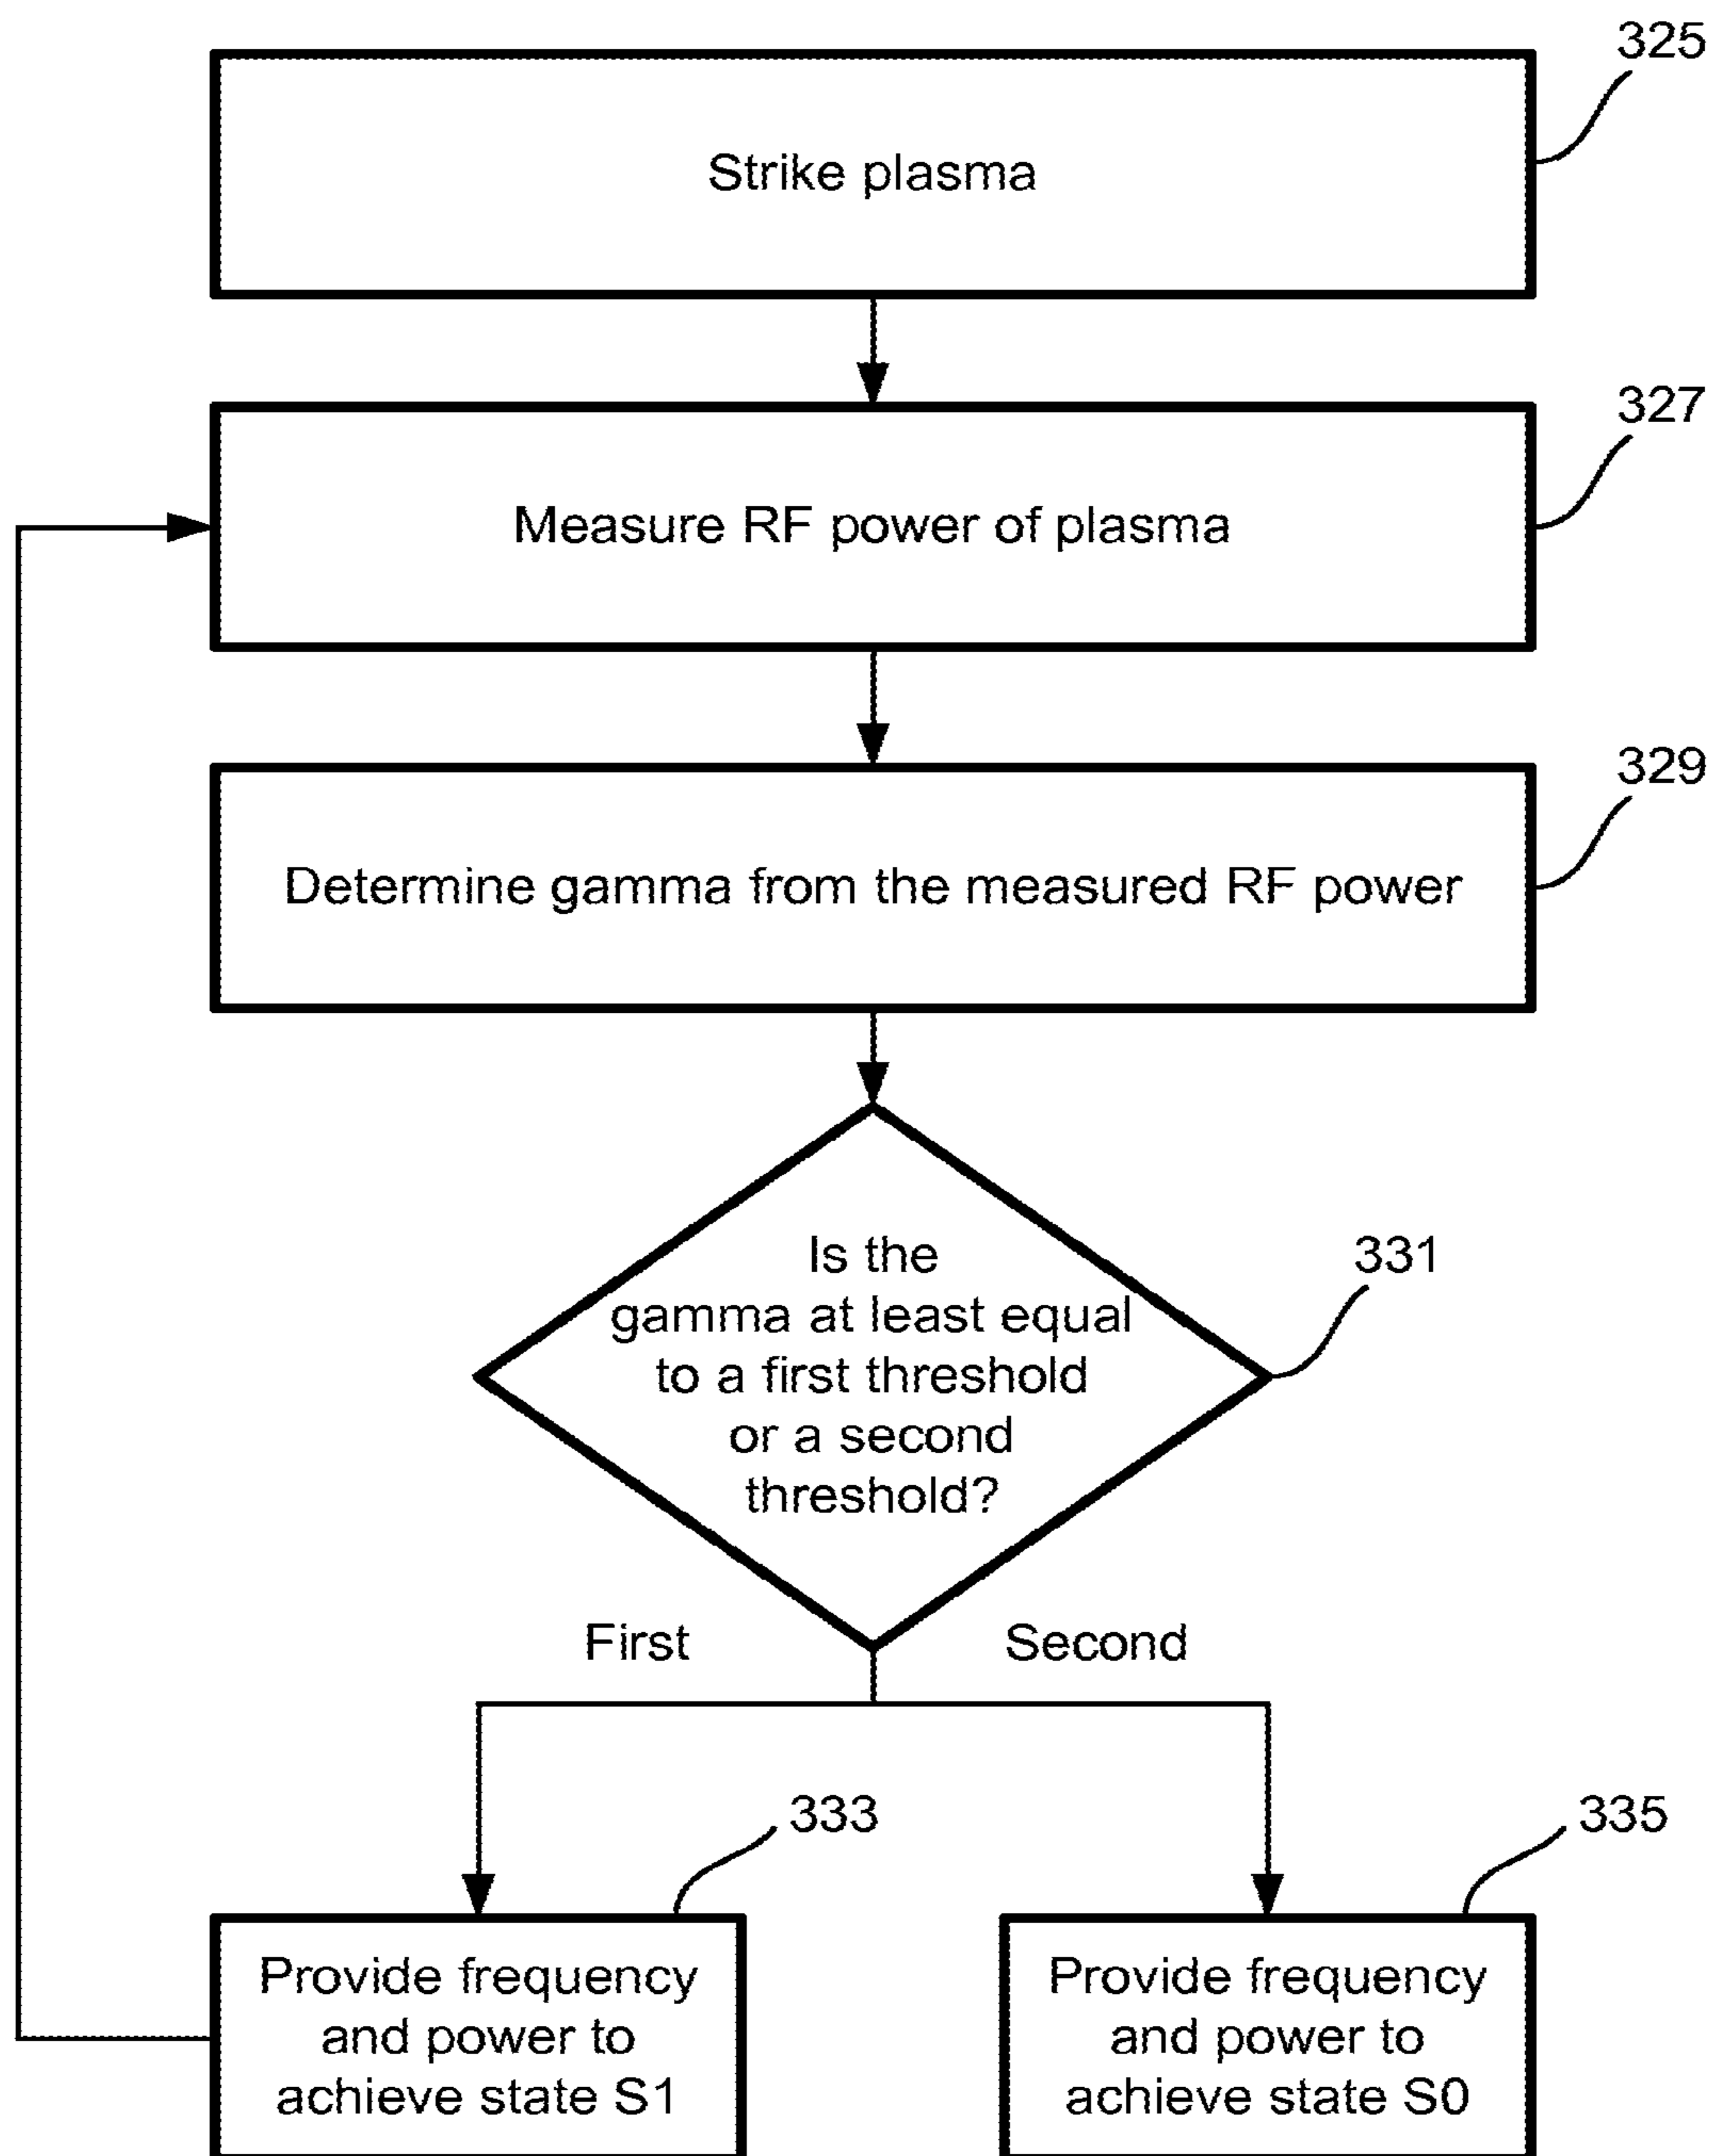 325
Strike plasma
327
Measure RF power of plasma
329
Determine gamma from the measured RF power
Is the
gamma at least equal
to a first threshold
or a second
threshold?
331
First
Second
333
335
Provide frequency
and power to
achieve state S1
Provide frequency
and power to
achieve state S0